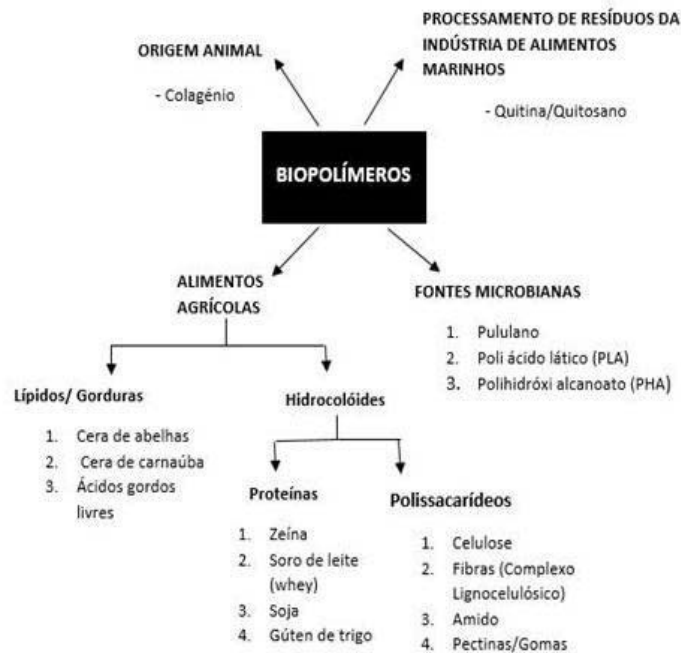 ORIGEM ANIMAL
- Colagénio
PROCESSAMENTO DE RESÍDUOS DA
INDÚSTRIA DE ALIMENTOS
MARINHOS
- Quitina/Quitosano
BIOPOLÍMEROS
ALIMENTOS
AGRÍCOLAS
FONTES MICROBIANAS
1. Pululano
2. Poli ácido lático (PLA)
3. Polihidróxi alcanoato (PHA)
Lípidos/ Gorduras
1. Cera de abelhas
2. Cera de carnaúba
3. Ácidos gordos
livres
Hidrocolóides
Proteínas
1. Zeína
2. Soro de leite
(whey)
3. Soja
4. Gúten de trigo
Polissacarídeos
1. Celulose
2. Fibras (Complexo
Lignocelulósico)
3. Amido
4. Pectinas/Gomas